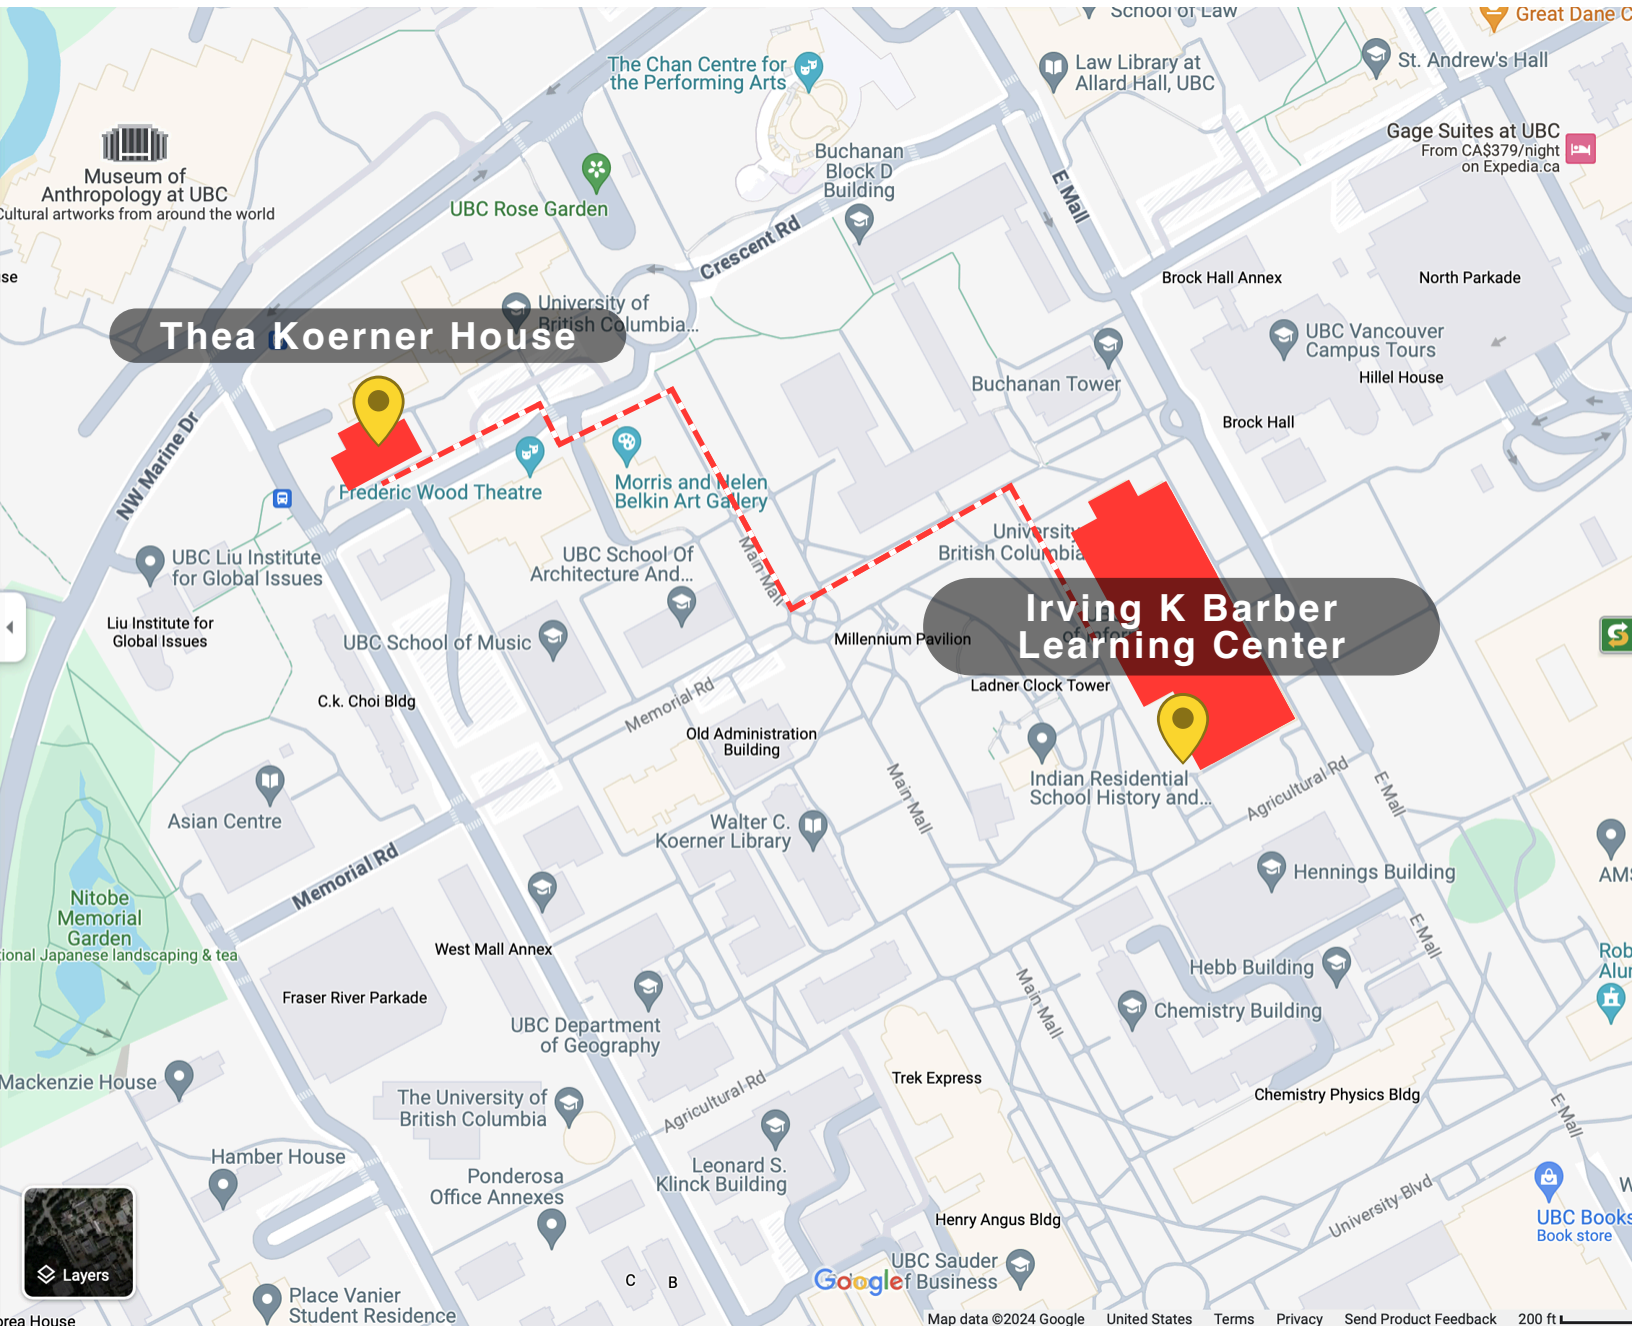 School of Law
Great Dane C
The Chan Centre for
the Performing Arts
Law Library at
Allard Hall, UBC
St. Andrew's Hall
Gage Suites at UBC
From CA$379/night
on Expedia.ca
Museum of
Anthropology at UBC
Cultural artworks from around the world
Buchanan
Block D
Building
UBC Rose Garden
E Mall
Crescent Rd
se
Brock Hall Annex
North Parkade
University of
British Columbia...
Thea Koerner House
UBC Vancouver
Campus Tours
Hillel House
Buchanan Tower
Brock Hall
NW Marine Dr
Frederic Wood Theatre
Morris and Helen
Belkin Art Gallery
University
British Columbia
UBC Liu Institute
for Global Issues
UBC School Of
Architecture And...
Main Mall
Liu Institute for
Global Issues
UBC School of Music
Millennium Pavilion
Irving K Barber
Learning Center
Ladner Clock Tower
C.k. Choi Bldg
Memorial Rd
Old Administration
Building
Indian Residential
School History and...
Agricultural Rd
E Mall
Main Mall
Asian Centre
Walter C.
Koerner Library
Memorial Rd
Hennings Building
AMS
Nitobe
Memorial
Garden
ional Japanese landscaping & tea
West Mall Annex
E Mall
Hebb Building
Rob
Alur
Fraser River Parkade
Main Mall
Chemistry Building
UBC Department
of Geography
Mackenzie House
Trek Express
Chemistry Physics Bldg
The University of
British Columbia
Agricultural Rd
E Mall
Hamber House
Ponderosa
Office Annexes
Leonard S.
Klinck Building
University Blvd
W
UBC Books
Book store
Henry Angus Bldg
Layers
C
B
UBC Sauder
of Business
Google
Place Vanier
Student Residence
orea House
Map data ©2024 Google
United States
Terms
Privacy
Send Product Feedback
200 ft